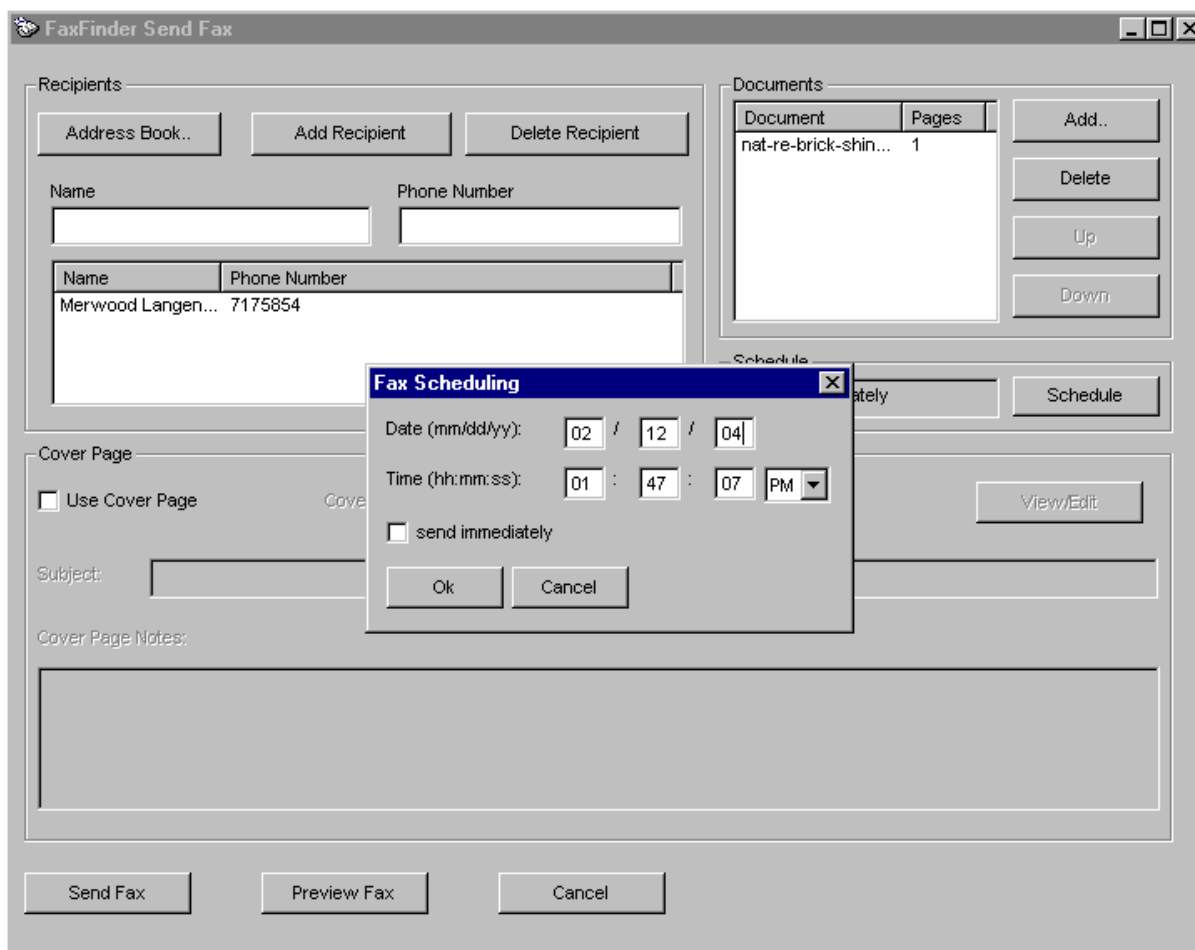 FaxFinder Send Fax
Recipients
Address Book..
Add Recipient
Delete Recipient
Name
Phone Number
Name
Phone Number
Merwood Langen...
7175854
Documents
Document
Pages
nat-re-brick-shin...
1
Add..
Delete
Up
Down
Schedule
ately
Schedule
Fax Scheduling
Date (mm/dd/yy):
02 / 12 / 04
Time (hh:mm:ss):
01 : 47 : 07 PM
send immediately
Ok
Cancel
Cover Page
Use Cover Page
Cove
View/Edit
Subject:
Cover Page Notes:
Send Fax
Preview Fax
Cancel